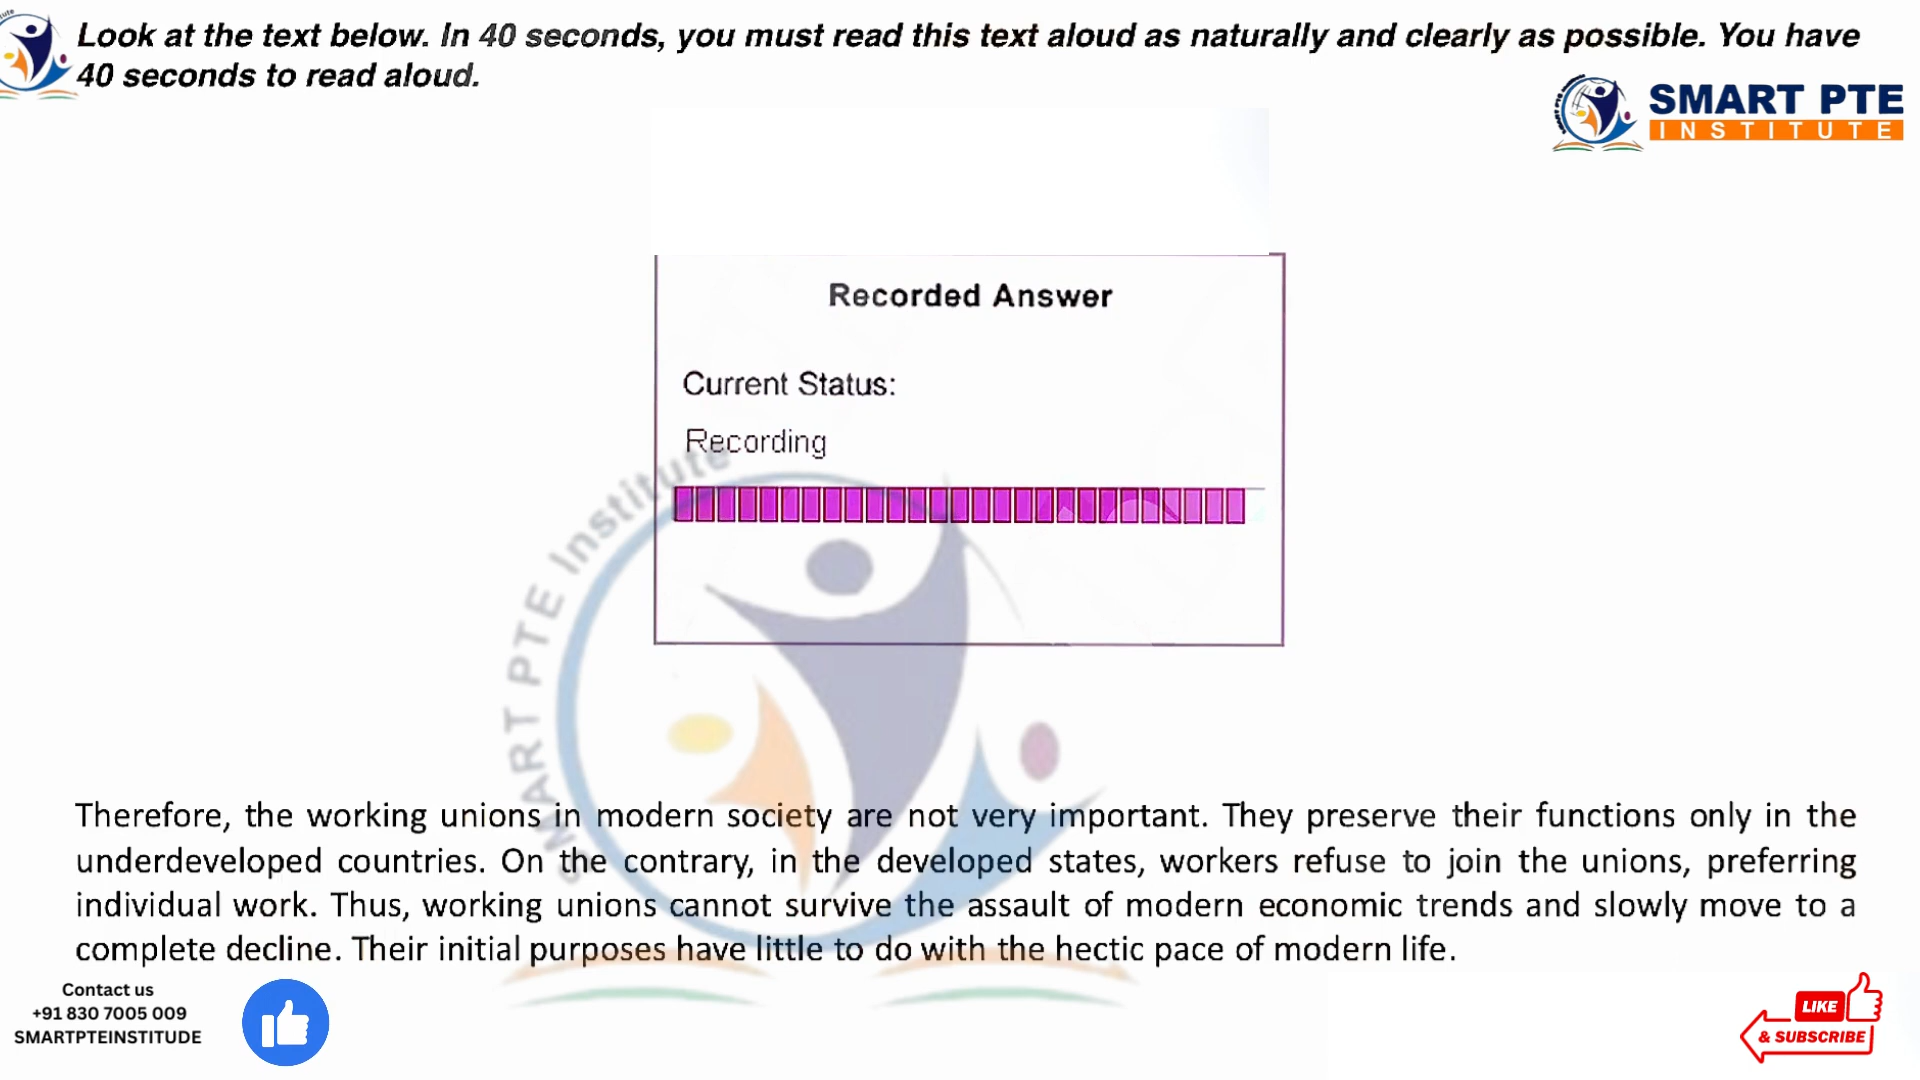 Look at the text below. In 40 seconds, you must read this text aloud as naturally and clearly as possible. You have
40 seconds to read aloud.
SMART PTE
INSTITUTE
Recorded Answer
Current Status:
Recording
SMART PTE Institute
Therefore, the working unions in modern society are not very important. They preserve their functions only in the
underdeveloped countries. On the contrary, in the developed states, workers refuse to join the unions, preferring
individual work. Thus, working unions cannot survive the assault of modern economic trends and slowly move to a
complete decline. Their initial purposes have little to do with the hectic pace of modern life.
Contact us
+91 830 7005 009
SMARTPTEINSTITUDE
LIKE
& SUBSCRIBE